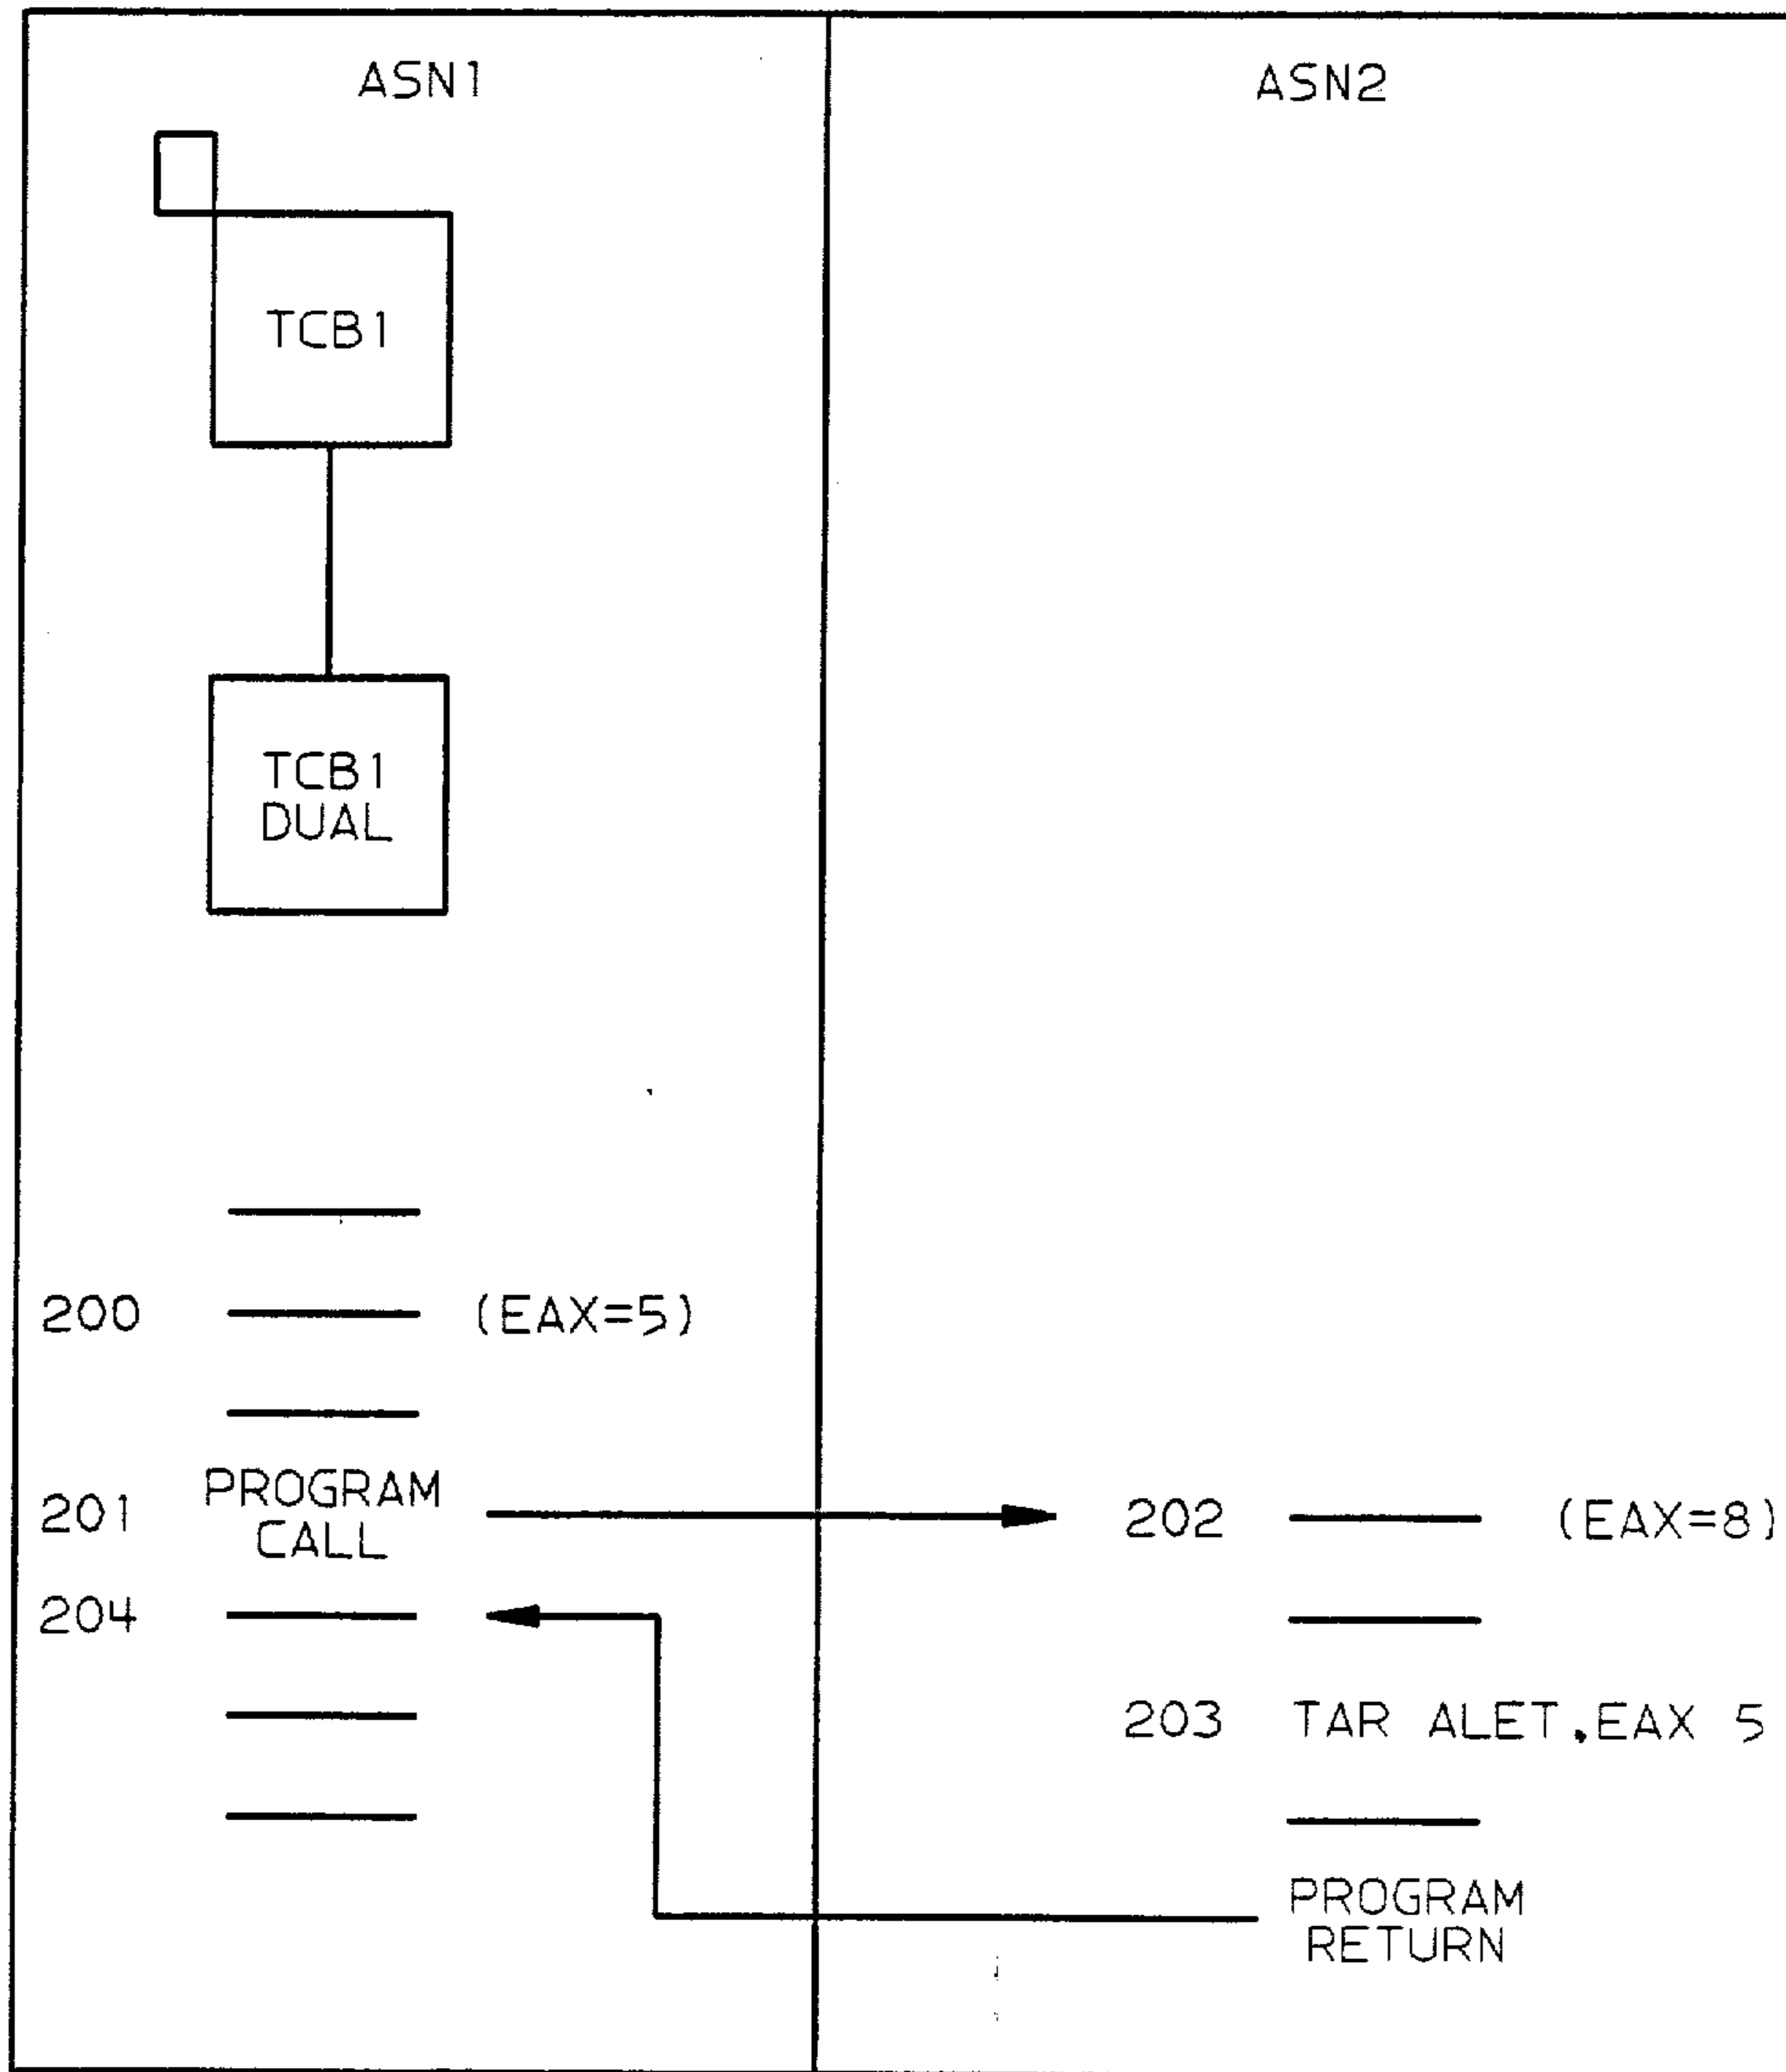 ASN1
ASN2
TCB1
TCB1
DUAL
200 (EAX=5)
201 PROGRAM
CALL
202 (EAX=8)
204
203 TAR ALET,EAX 5
PROGRAM
RETURN